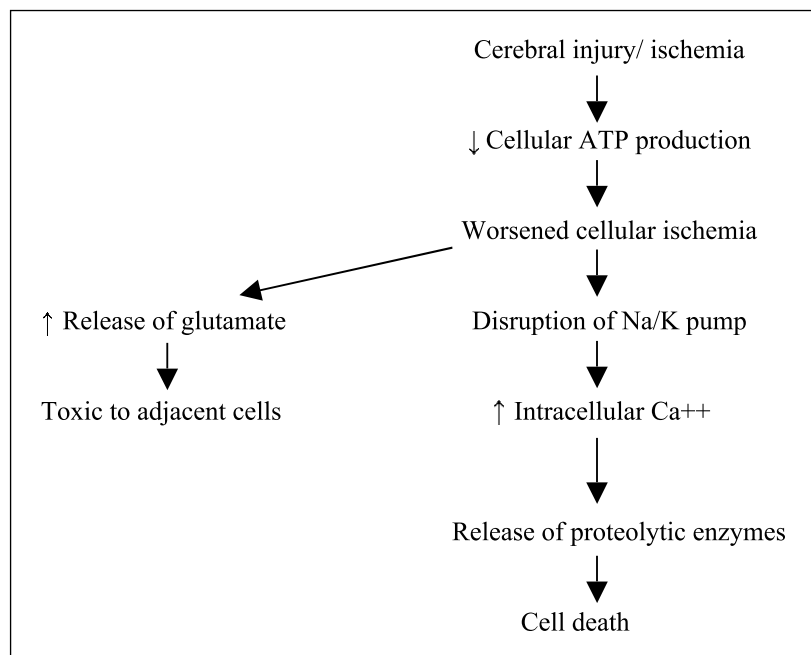 Cerebral injury/ ischemia
↓ Cellular ATP production
Worsened cellular ischemia
↑ Release of glutamate
Disruption of Na/K pump
Toxic to adjacent cells
↑ Intracellular Ca++
Release of proteolytic enzymes
Cell death